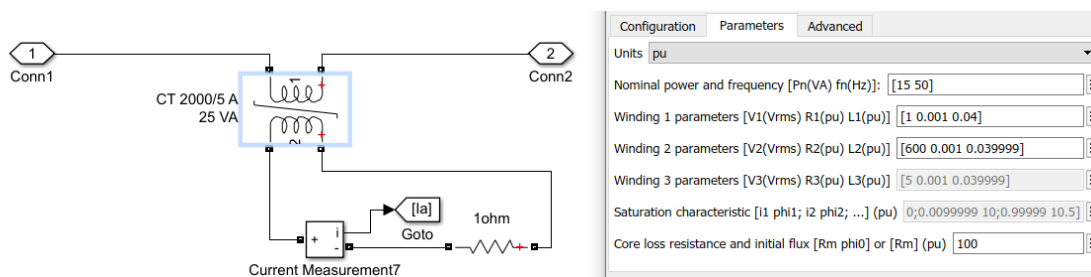 1
Conn1
2
Conn2
CT 2000/5 A
25 VA
1
+
2
+
+ i
-
[Ia]
Goto
1ohm
+
Current Measurement7
Configuration Parameters Advanced
Units pu
Nominal power and frequency [Pn(VA) fn(Hz)]: [15 50]
Winding 1 parameters [V1(Vrms) R1(pu) L1(pu)] [1 0.001 0.04]
Winding 2 parameters [V2(Vrms) R2(pu) L2(pu)] [600 0.001 0.039999]
Winding 3 parameters [V3(Vrms) R3(pu) L3(pu)] [5 0.001 0.039999]
Saturation characteristic [i1 phi1; i2 phi2; ...] (pu) 0;0.0099999 10;0.99999 10.5]
Core loss resistance and initial flux [Rm phi0] or [Rm] (pu) 100